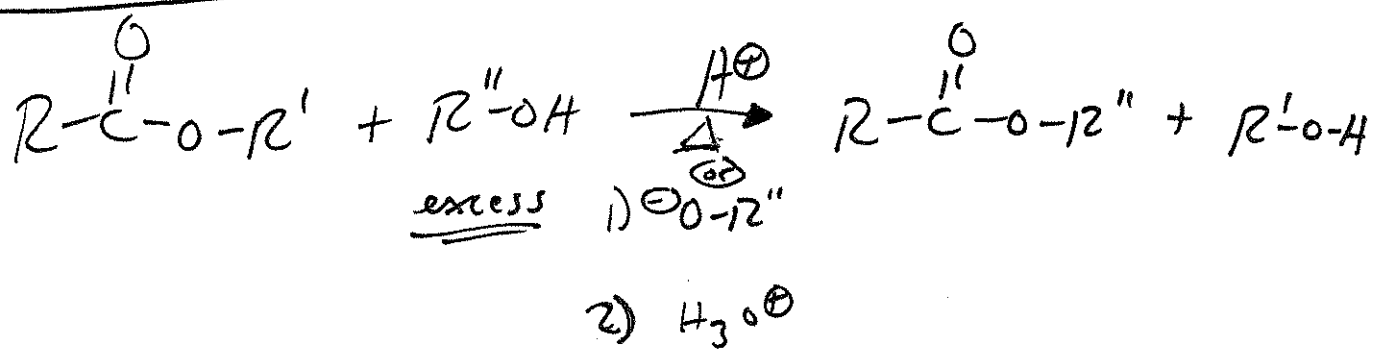 O
O
H⊕
R-C-O-R' + R"-OH → R-C-O-R" + R'-O-H
Δ
or
excess 1) ⊖O-R"
2) H₃O⊕